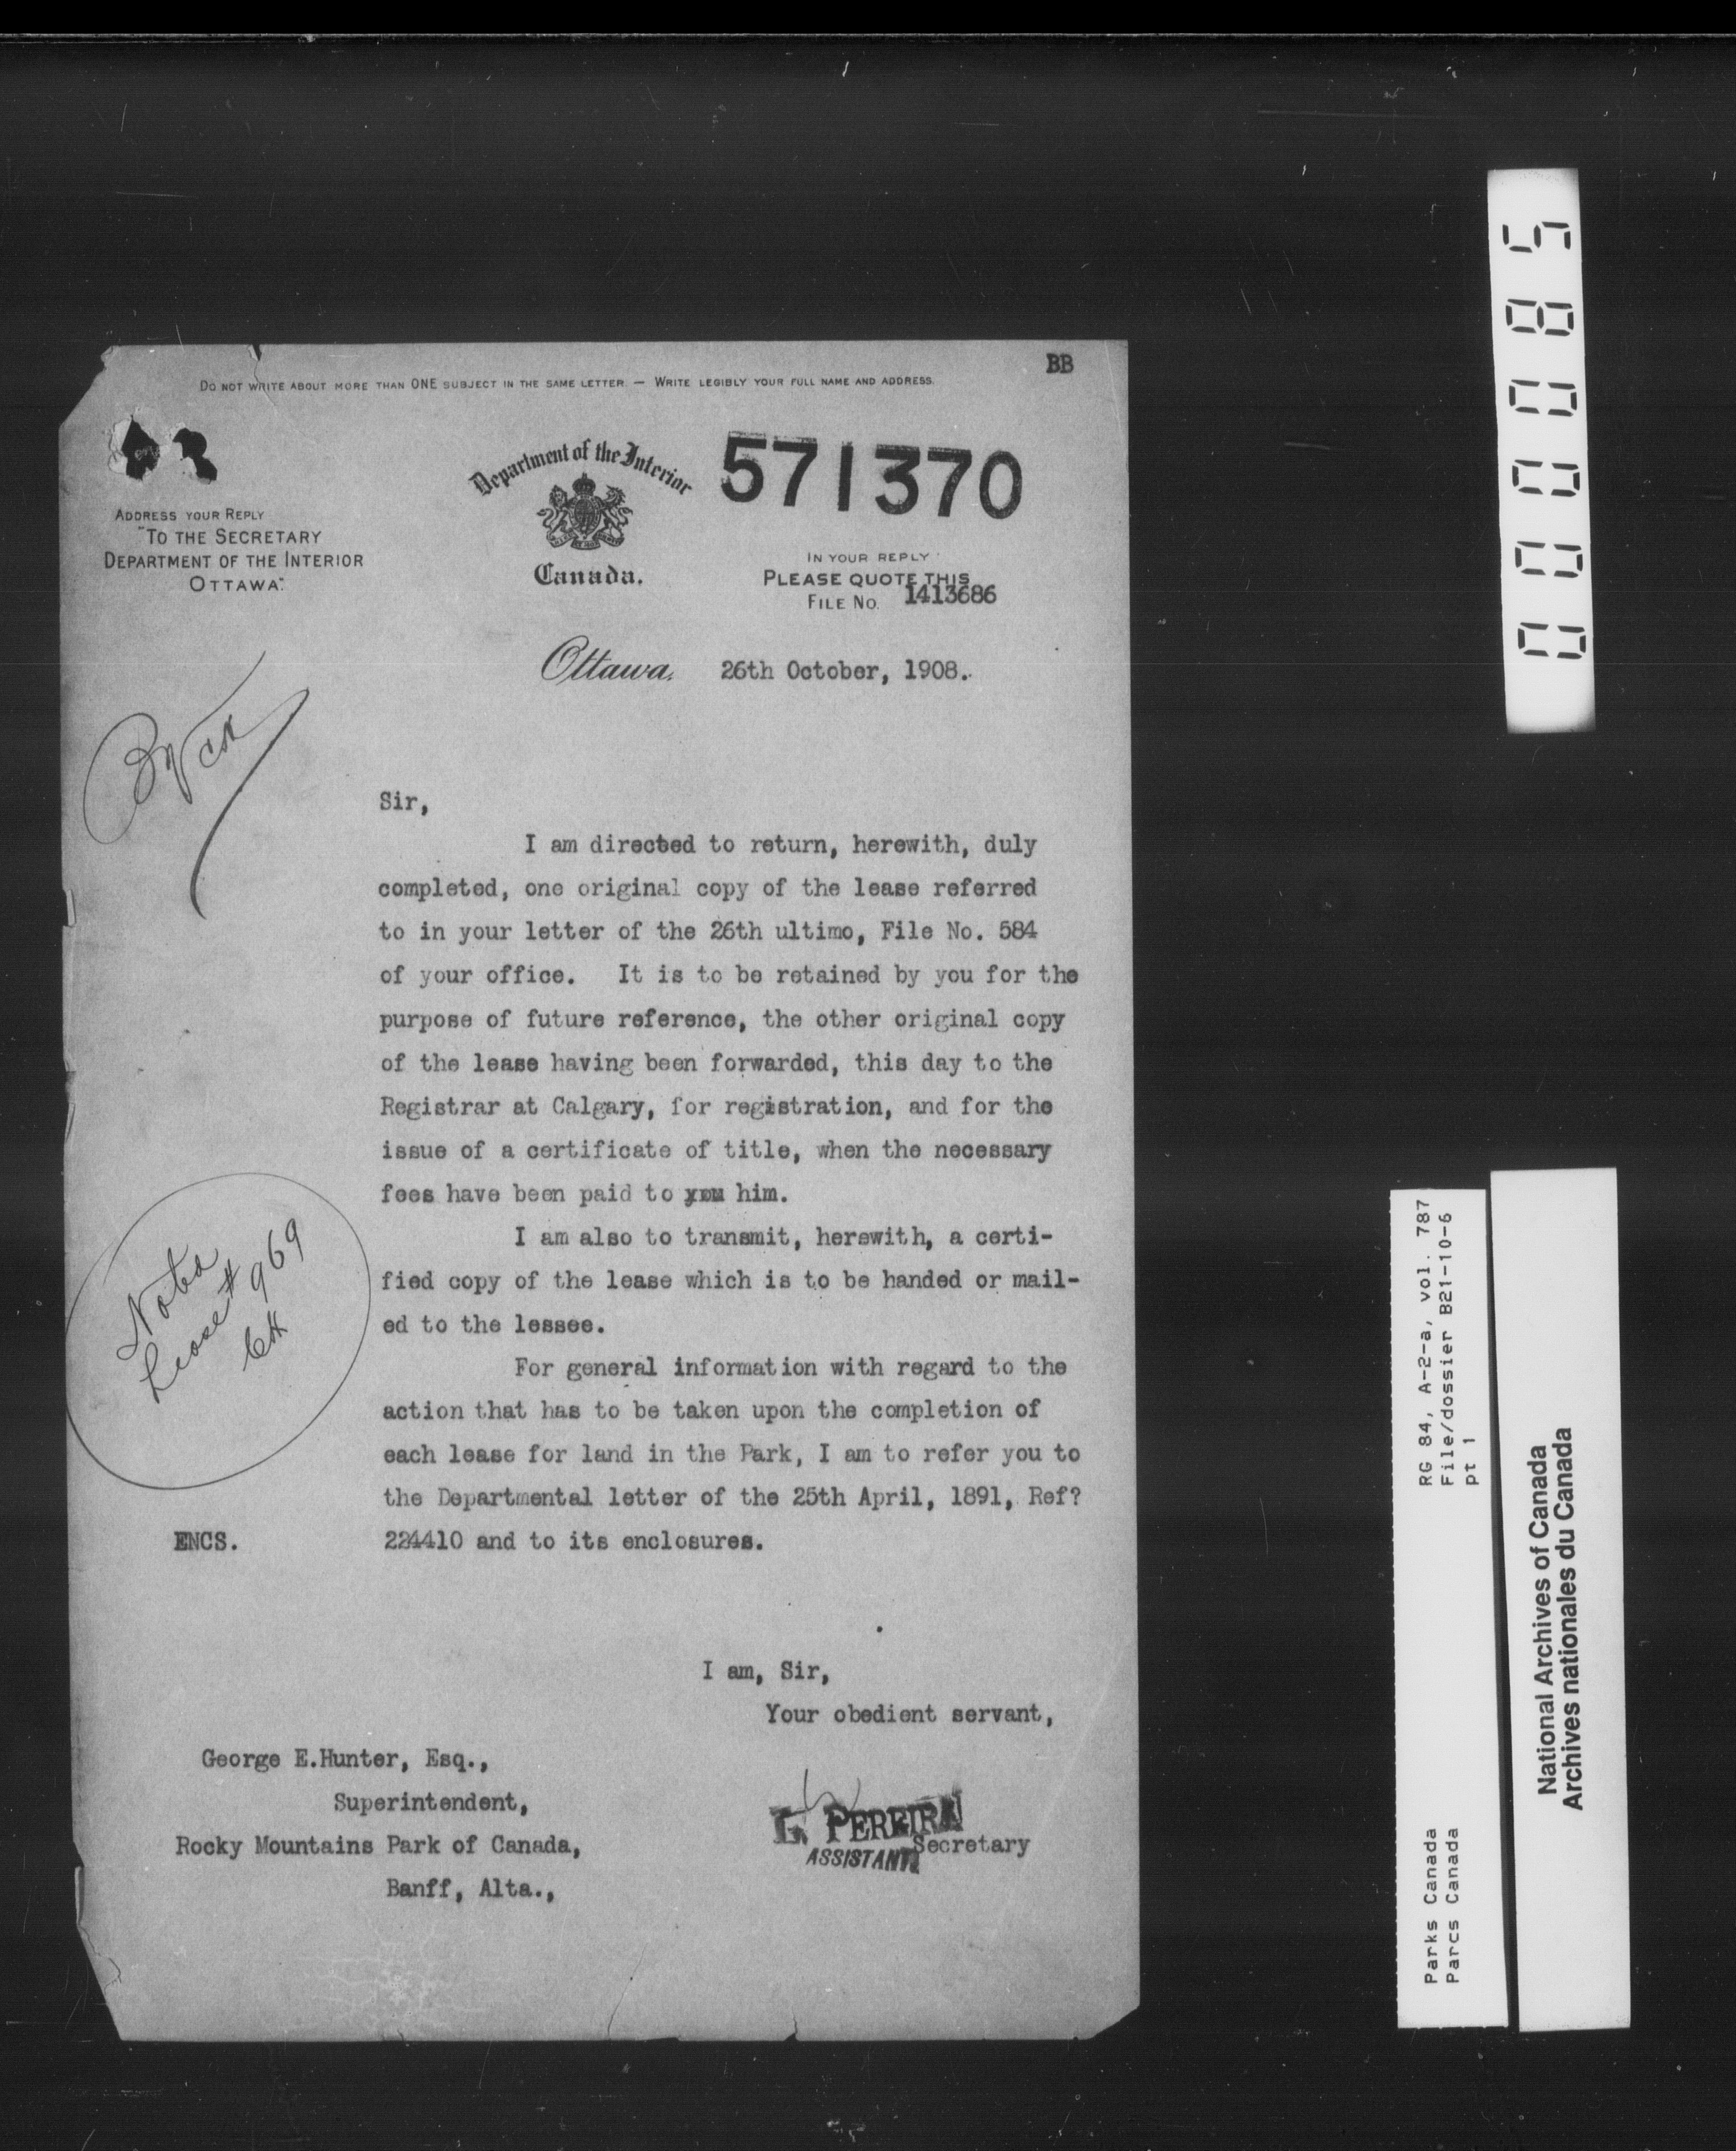 BB
DO NOT WRITE ABOUT MORE THAN ONE SUBJECT IN THE SAME LETTER. — WRITE LEGIBLY YOUR FULL NAME AND ADDRESS.
Department of the Interior
Canada.
571370
ADDRESS YOUR REPLY
"TO THE SECRETARY
DEPARTMENT OF THE INTERIOR
OTTAWA".
IN YOUR REPLY
PLEASE QUOTE THIS
FILE No. 1413686
Ottawa, 26th October, 1908.
Sir,
I am directed to return, herewith, duly
completed, one original copy of the lease referred
to in your letter of the 26th ultimo, File No. 584
of your office. It is to be retained by you for the
purpose of future reference, the other original copy
of the lease having been forwarded, this day to the
Registrar at Calgary, for registration, and for the
issue of a certificate of title, when the necessary
fees have been paid to you him.
I am also to transmit, herewith, a certi-
fied copy of the lease which is to be handed or mail-
ed to the lessee.
Noted
Lease # 969
CH
For general information with regard to the
action that has to be taken upon the completion of
each lease for land in the Park, I am to refer you to
the Departmental letter of the 25th April, 1891, Ref?
ENCS. 224410 and to its enclosures.
I am, Sir,
Your obedient servant,
George E.Hunter, Esq.,
Superintendent,
Rocky Mountains Park of Canada,
Banff, Alta.,
L. PEREIRA
ASSISTANT Secretary
000085
RG 84, A-2-a, vol. 787
File/dossier B21-10-6
pt 1
Parks Canada
Parcs Canada
National Archives of Canada
Archives nationales du Canada